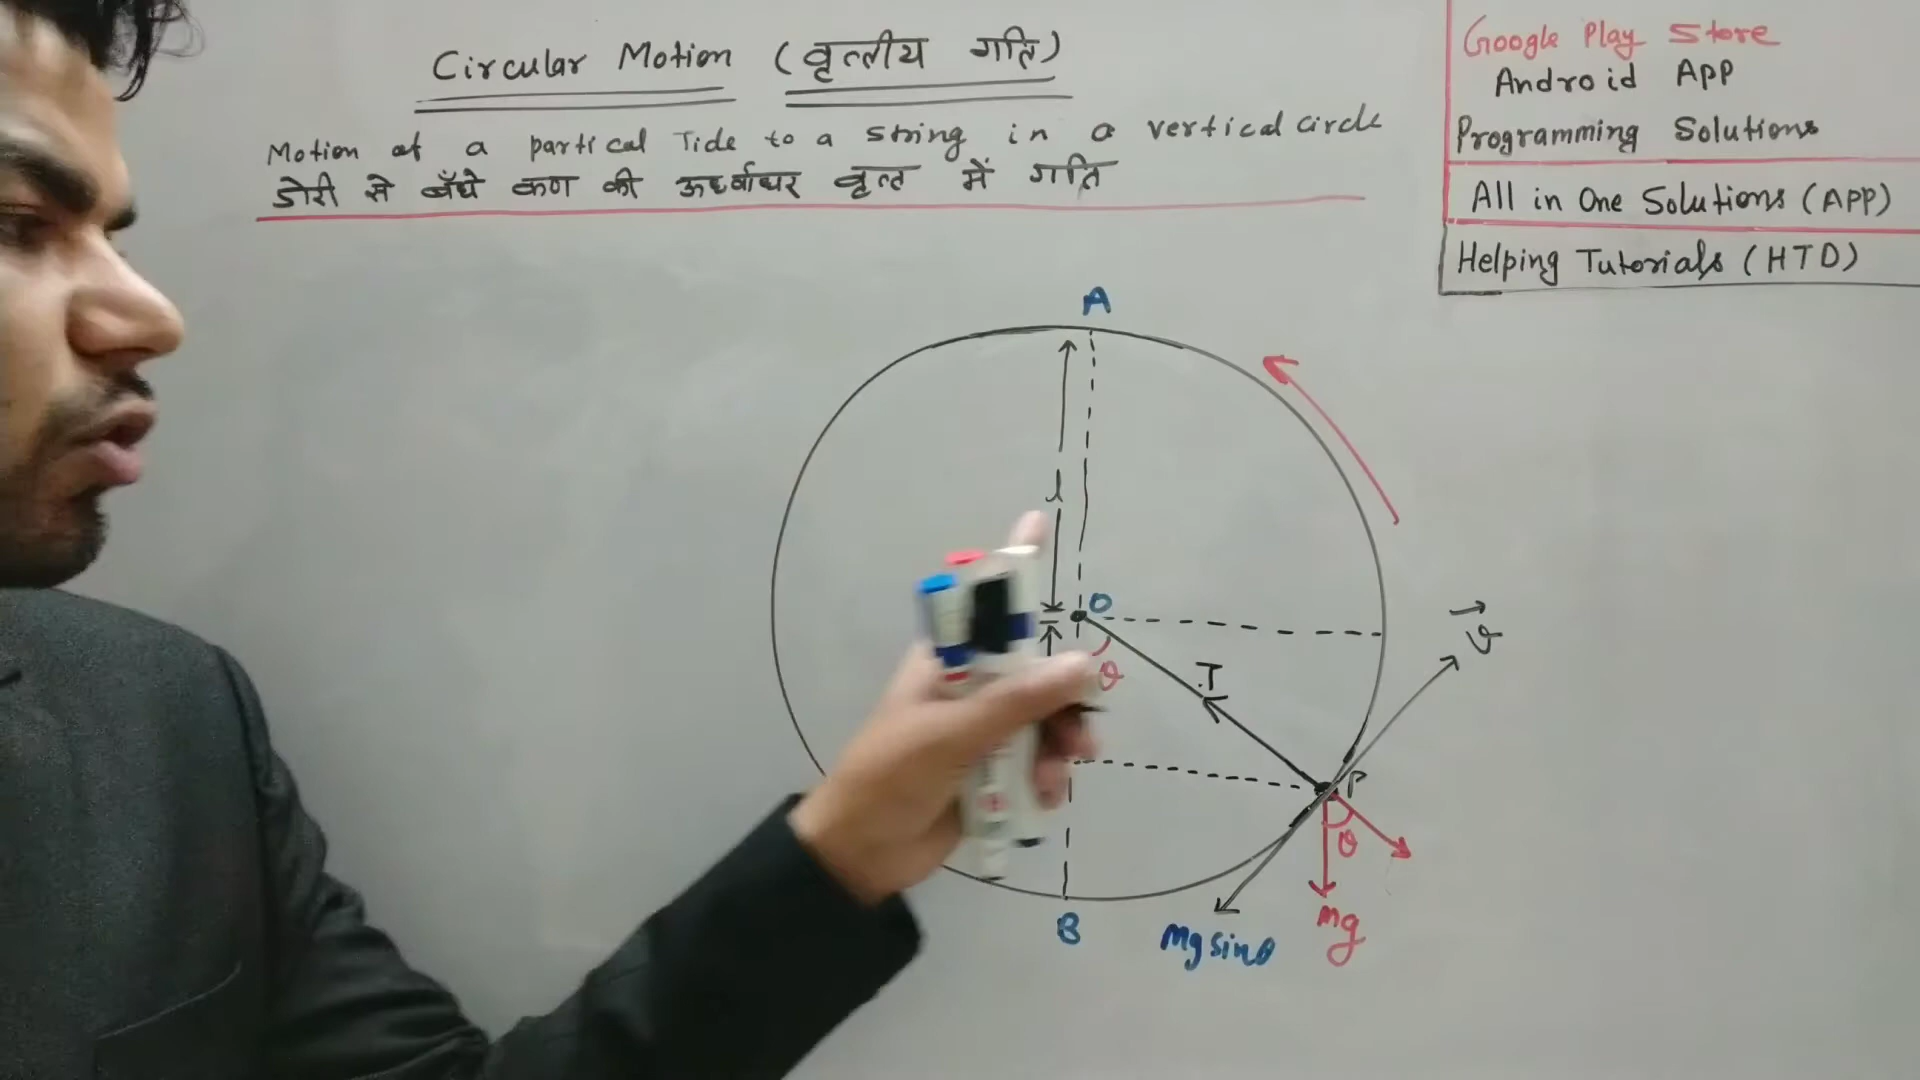 Circular Motion (वृत्तीय गति)
Motion of a partical Tide to a string in a vertical circle
डोरी से बँधे कण की ऊर्ध्वाधर वृत्त में गति
Google Play Store
Android App
Programming Solutions
All in One Solutions (APP)
Helping Tutorials (HTD)
A
l
O
θ
T
v
P
θ
mg
B
mg sinθ